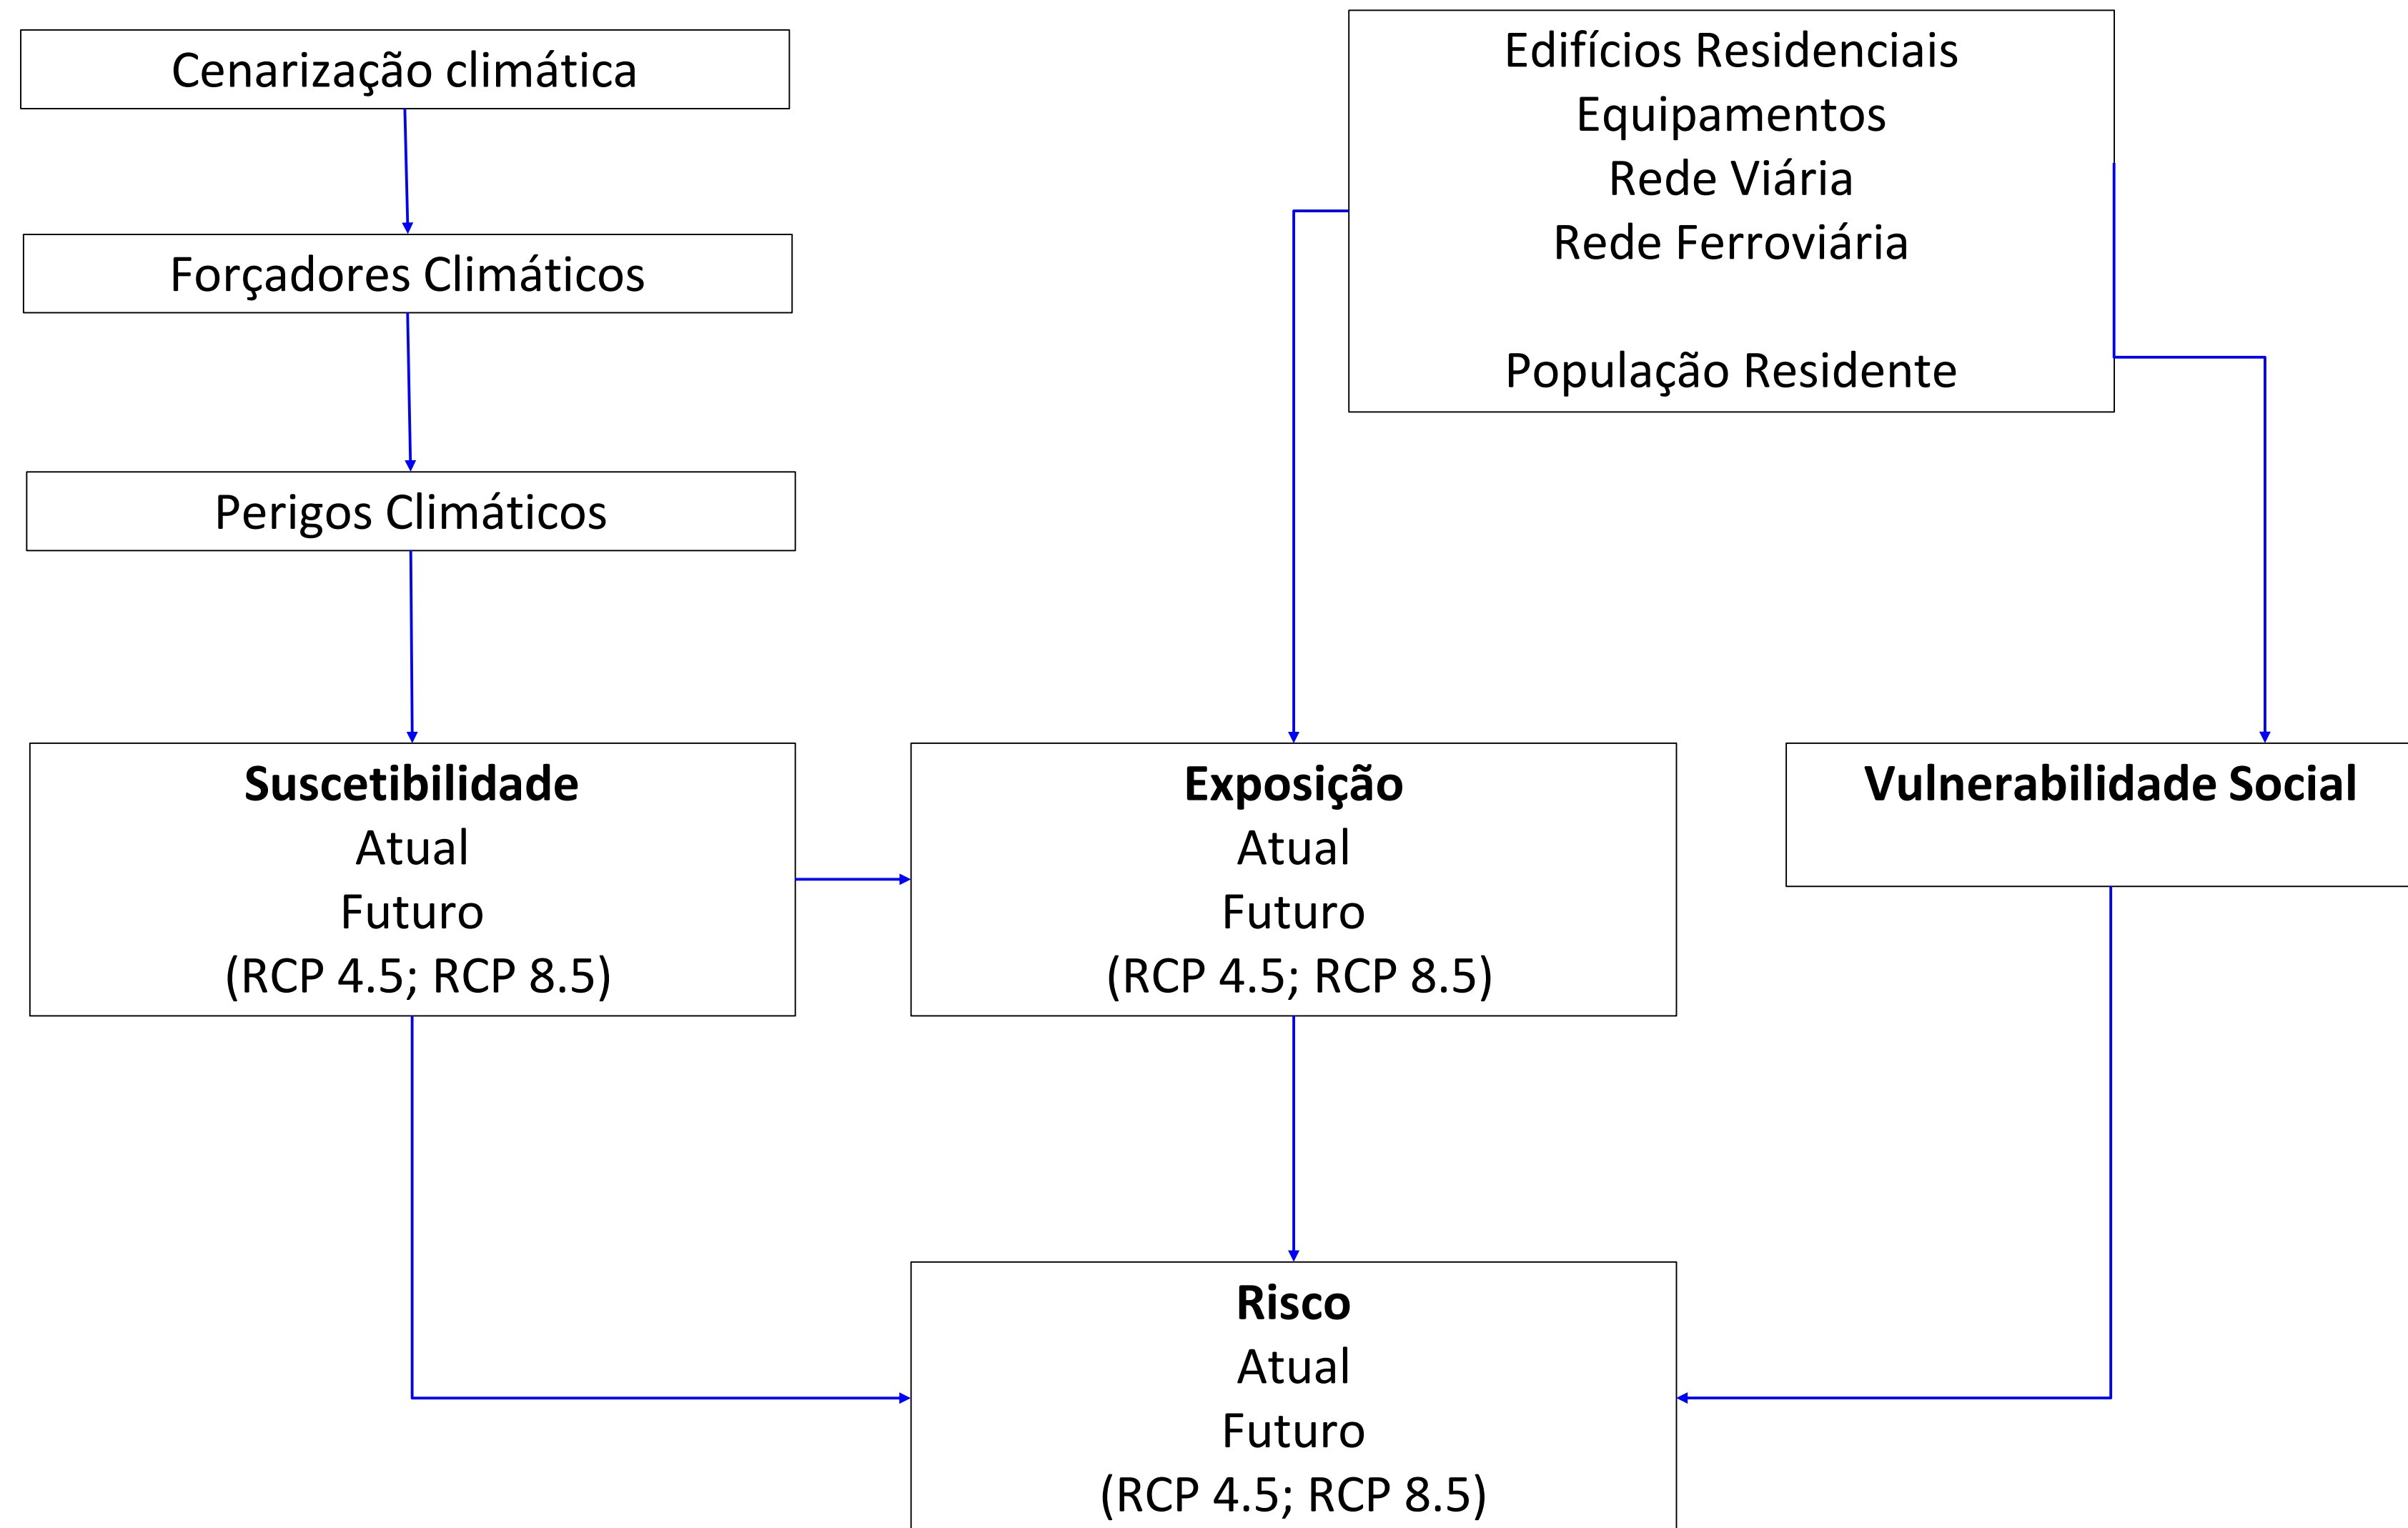 Cenarização climática
Forçadores Climáticos
Perigos Climáticos
Edifícios Residenciais
Equipamentos
Rede Viária
Rede Ferroviária
População Residente
Suscetibilidade
Atual
Futuro
(RCP 4.5; RCP 8.5)
Exposição
Atual
Futuro
(RCP 4.5; RCP 8.5)
Vulnerabilidade Social
Risco
Atual
Futuro
(RCP 4.5; RCP 8.5)